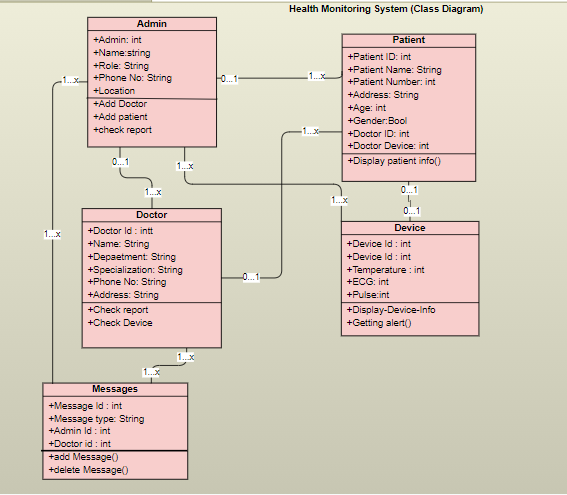 Health Monitoring System (Class Diagram)
Admin
+Admin: int
+Name:string
+Role: String
+Phone No: String
+Location
+Add Doctor
+Add patient
+check report
Patient
+Patient ID: int
+Patient Name: String
+Patient Number: int
+Address: String
+Age: int
+Gender:Bool
+Doctor ID: int
+Doctor Device: int
+Display patient info()
1...x
0...1
1...x
1...x
0...1
1...x
1...x
1...x
0...1
0...1
Doctor
+Doctor Id : intt
+Name: String
+Depaetment: String
+Specialization: String
+Phone No: String
+Address: String
+Check report
+Check Device
Device
+Device Id : int
+Device Id : int
+Temperature : int
+ECG: int
+Pulse:int
+Display-Device-Info
+Getting alert()
1...x
0...1
1...x
1...x
Messages
+Message Id : int
+Message type: String
+Admin Id : int
+Doctor id : int
+add Message()
+delete Message()